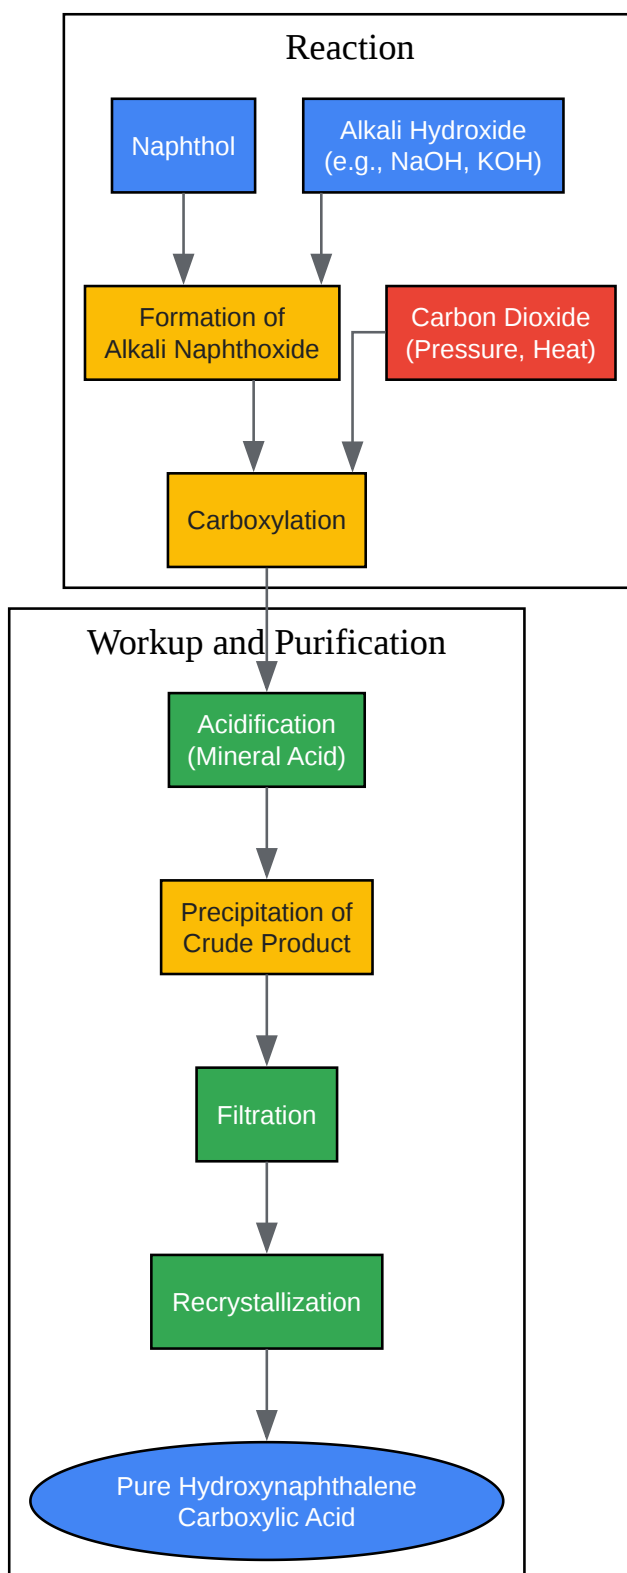 Reaction
Naphthol
Alkali Hydroxide
(e.g., NaOH, KOH)
Formation of
Alkali Naphthoxide
Carbon Dioxide
(Pressure, Heat)
Carboxylation
Workup and Purification
Acidification
(Mineral Acid)
Precipitation of
Crude Product
Filtration
Recrystallization
Pure Hydroxynaphthalene
Carboxylic Acid